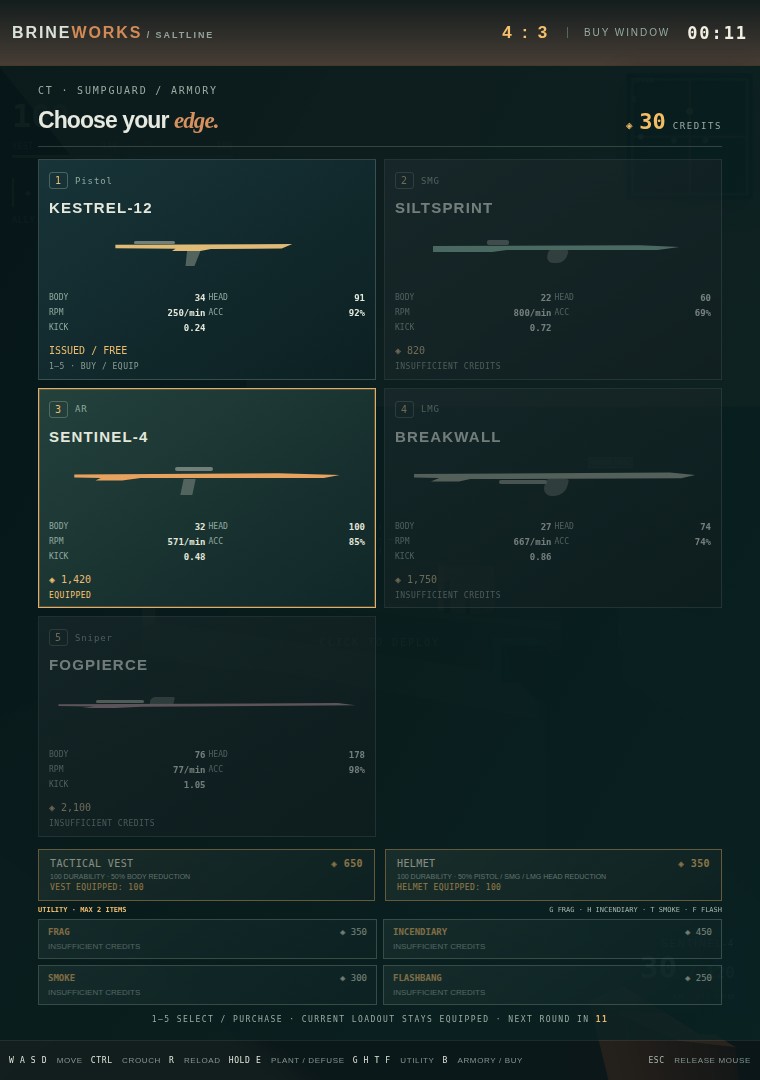 BRINEWORKS / SALTLINE 4 : 3 | BUY WINDOW 00:11
CT · SUMPGUARD / ARMORY
Choose your edge. ◈ 30 CREDITS
1 Pistol
KESTREL-12
BODY 34 HEAD 91
RPM 250/min ACC 92%
KICK 0.24
ISSUED / FREE
1–5 · BUY / EQUIP
2 SMG
SILTSPRINT
BODY 22 HEAD 60
RPM 800/min ACC 69%
KICK 0.72
◈ 820
INSUFFICIENT CREDITS
3 AR
SENTINEL-4
BODY 32 HEAD 100
RPM 571/min ACC 85%
KICK 0.48
◈ 1,420
EQUIPPED
4 LMG
BREAKWALL
BODY 27 HEAD 74
RPM 667/min ACC 74%
KICK 0.86
◈ 1,750
INSUFFICIENT CREDITS
5 Sniper
FOGPIERCE
BODY 76 HEAD 178
RPM 77/min ACC 98%
KICK 1.05
◈ 2,100
INSUFFICIENT CREDITS
TACTICAL VEST ◈ 650
100 DURABILITY · 50% BODY REDUCTION
VEST EQUIPPED: 100
HELMET ◈ 350
100 DURABILITY · 50% PISTOL / SMG / LMG HEAD REDUCTION
HELMET EQUIPPED: 100
UTILITY · MAX 2 ITEMS G FRAG · H INCENDIARY · T SMOKE · F FLASH
FRAG ◈ 350
INSUFFICIENT CREDITS
INCENDIARY ◈ 450
INSUFFICIENT CREDITS
SMOKE ◈ 300
INSUFFICIENT CREDITS
FLASHBANG ◈ 250
INSUFFICIENT CREDITS
1–5 SELECT / PURCHASE · CURRENT LOADOUT STAYS EQUIPPED · NEXT ROUND IN 11
W A S D MOVE CTRL CROUCH R RELOAD HOLD E PLANT / DEFUSE G H T F UTILITY B ARMORY / BUY ESC RELEASE MOUSE